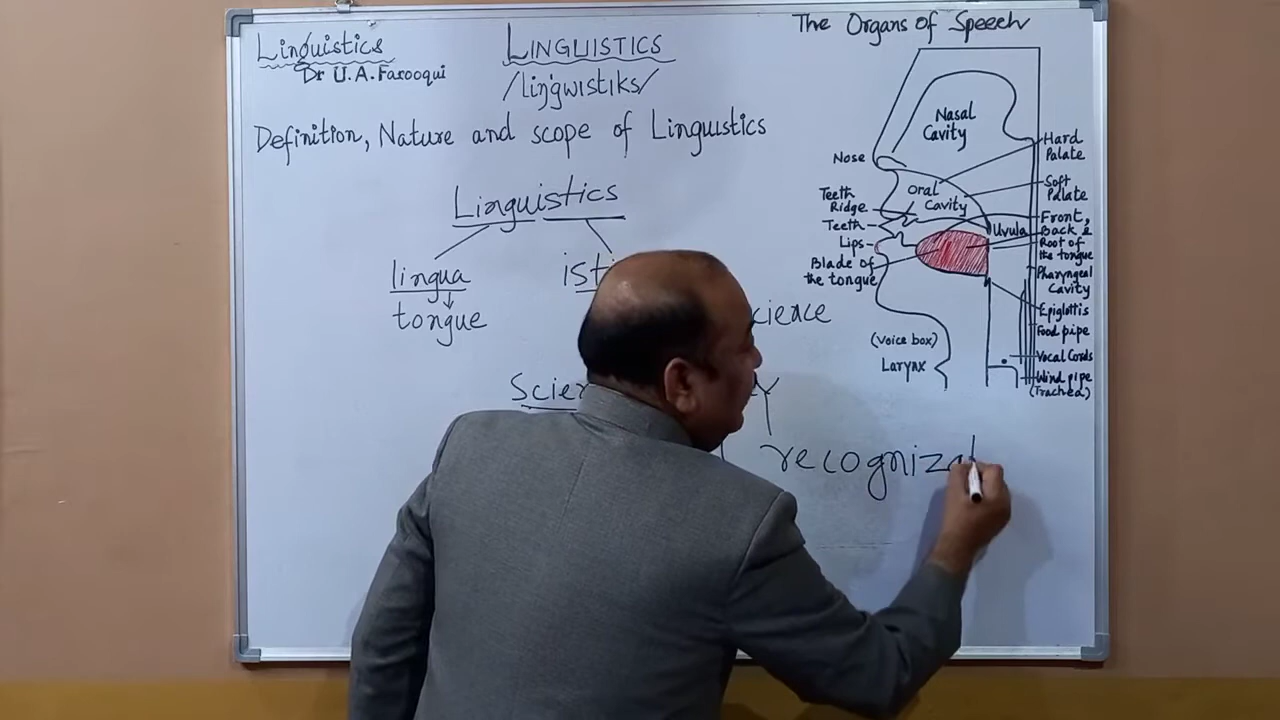 Linguistics
Dr U.A. Farooqui
LINGUISTICS
/liŋgwistiks/
Definition, Nature and scope of Linguistics
Linguistics
lingua
tongue
The Organs of Speech
Nasal
Cavity
Nose
Hard
Palate
Oral
Cavity
Soft
Palate
Teeth
Ridge
Teeth
Lips
Blade of
the tongue
Uvula
Front,
Back &
Root of
the tongue
Pharyngeal
Cavity
Epiglottis
Food pipe
(Voice box)
Larynx
Vocal Cords
Wind pipe
(Trachea)